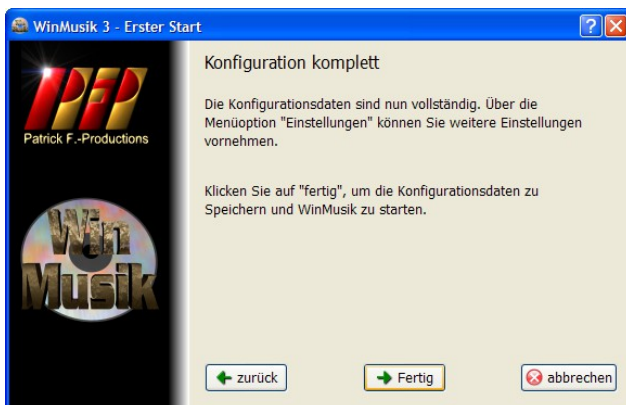 WinMusik 3 - Erster Start
PFP
Patrick F.-Productions
Win
Musik
Konfiguration komplett
Die Konfigurationsdaten sind nun vollständig. Über die
Menüoption "Einstellungen" können Sie weitere Einstellungen
vornehmen.
Klicken Sie auf "fertig", um die Konfigurationsdaten zu
Speichern und WinMusik zu starten.
zurück
Fertig
abbrechen